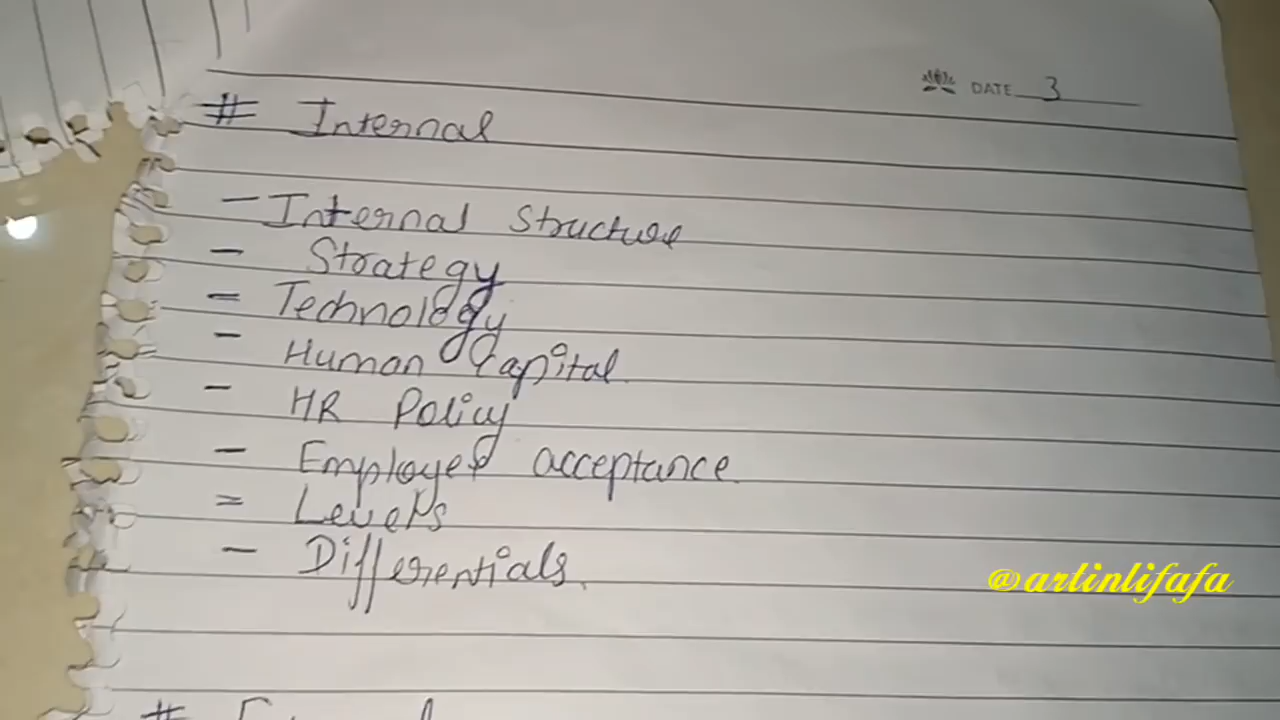 DATE 3
# Internal
- Internal Structure
- Strategy
= Technology
- Human Capital
- HR Policy
- Employee acceptance
= Levels
- Differentials
@artinlifafa
#